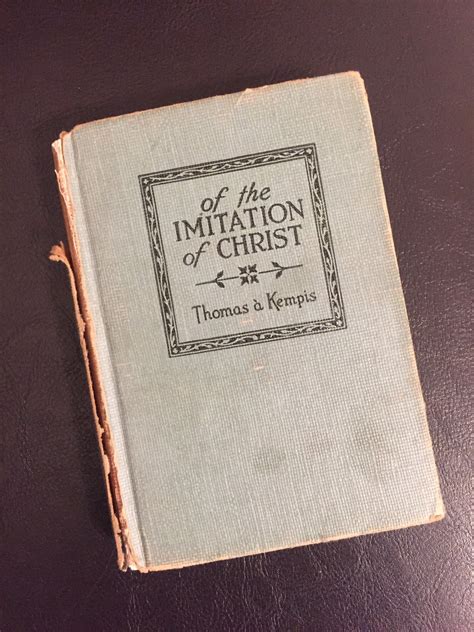 of the
IMITATION
of CHRIST
Thomas à Kempis